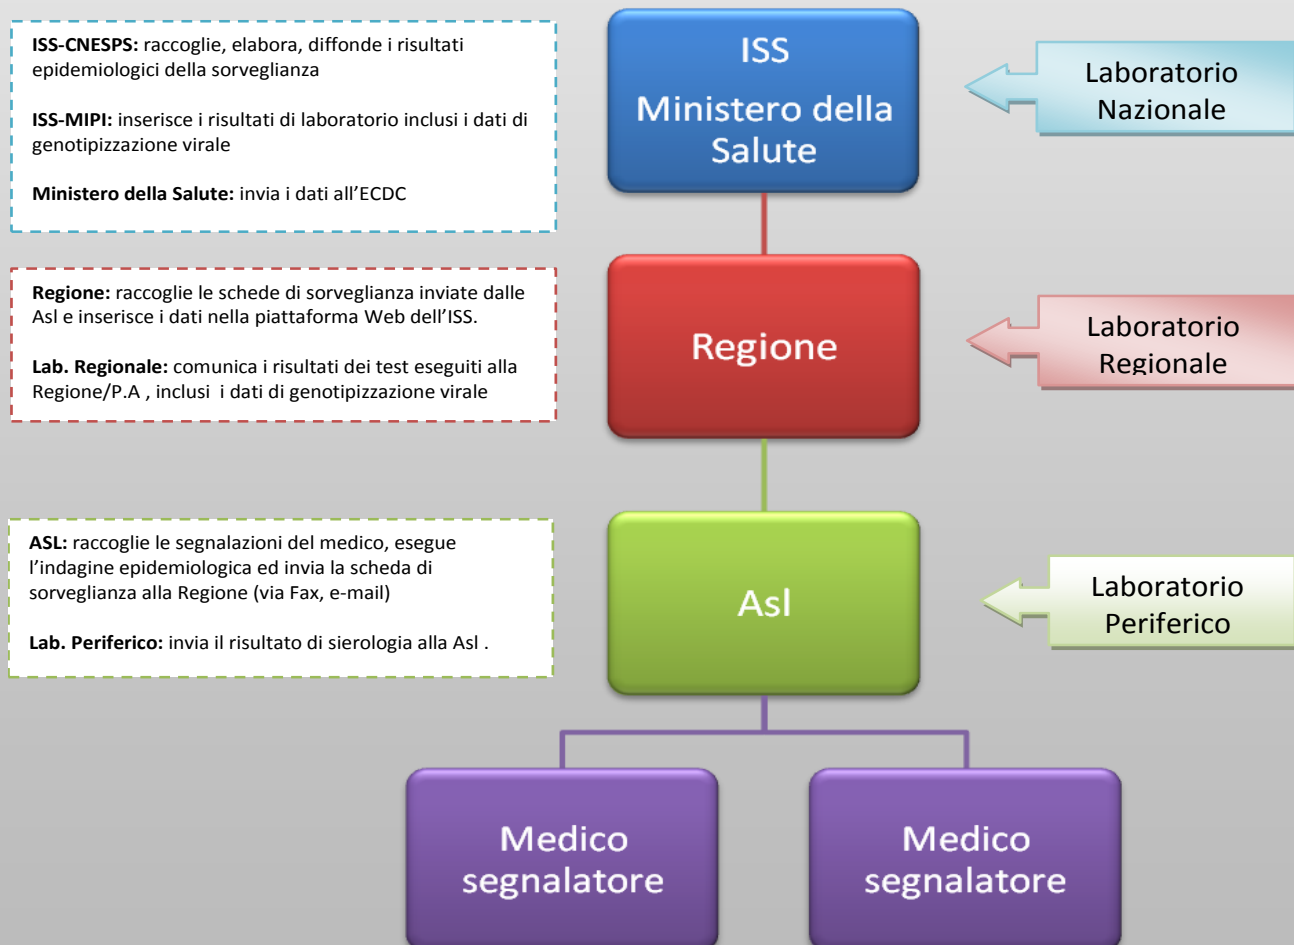 ISS-CNESPS: raccoglie, elabora, diffonde i risultati
epidemiologici della sorveglianza
ISS-MIPI: inserisce i risultati di laboratorio inclusi i dati di
genotipizzazione virale
Ministero della Salute: invia i dati all’ECDC
ISS
Ministero della
Salute
Laboratorio
Nazionale
Regione: raccoglie le schede di sorveglianza inviate dalle
Asl e inserisce i dati nella piattaforma Web dell’ISS.
Lab. Regionale: comunica i risultati dei test eseguiti alla
Regione/P.A , inclusi  i dati di genotipizzazione virale
Regione
Laboratorio
Regionale
ASL: raccoglie le segnalazioni del medico, esegue
l’indagine epidemiologica ed invia la scheda di
sorveglianza alla Regione (via Fax, e-mail)
Lab. Periferico: invia il risultato di sierologia alla Asl .
Asl
Laboratorio
Periferico
Medico
segnalatore
Medico
segnalatore